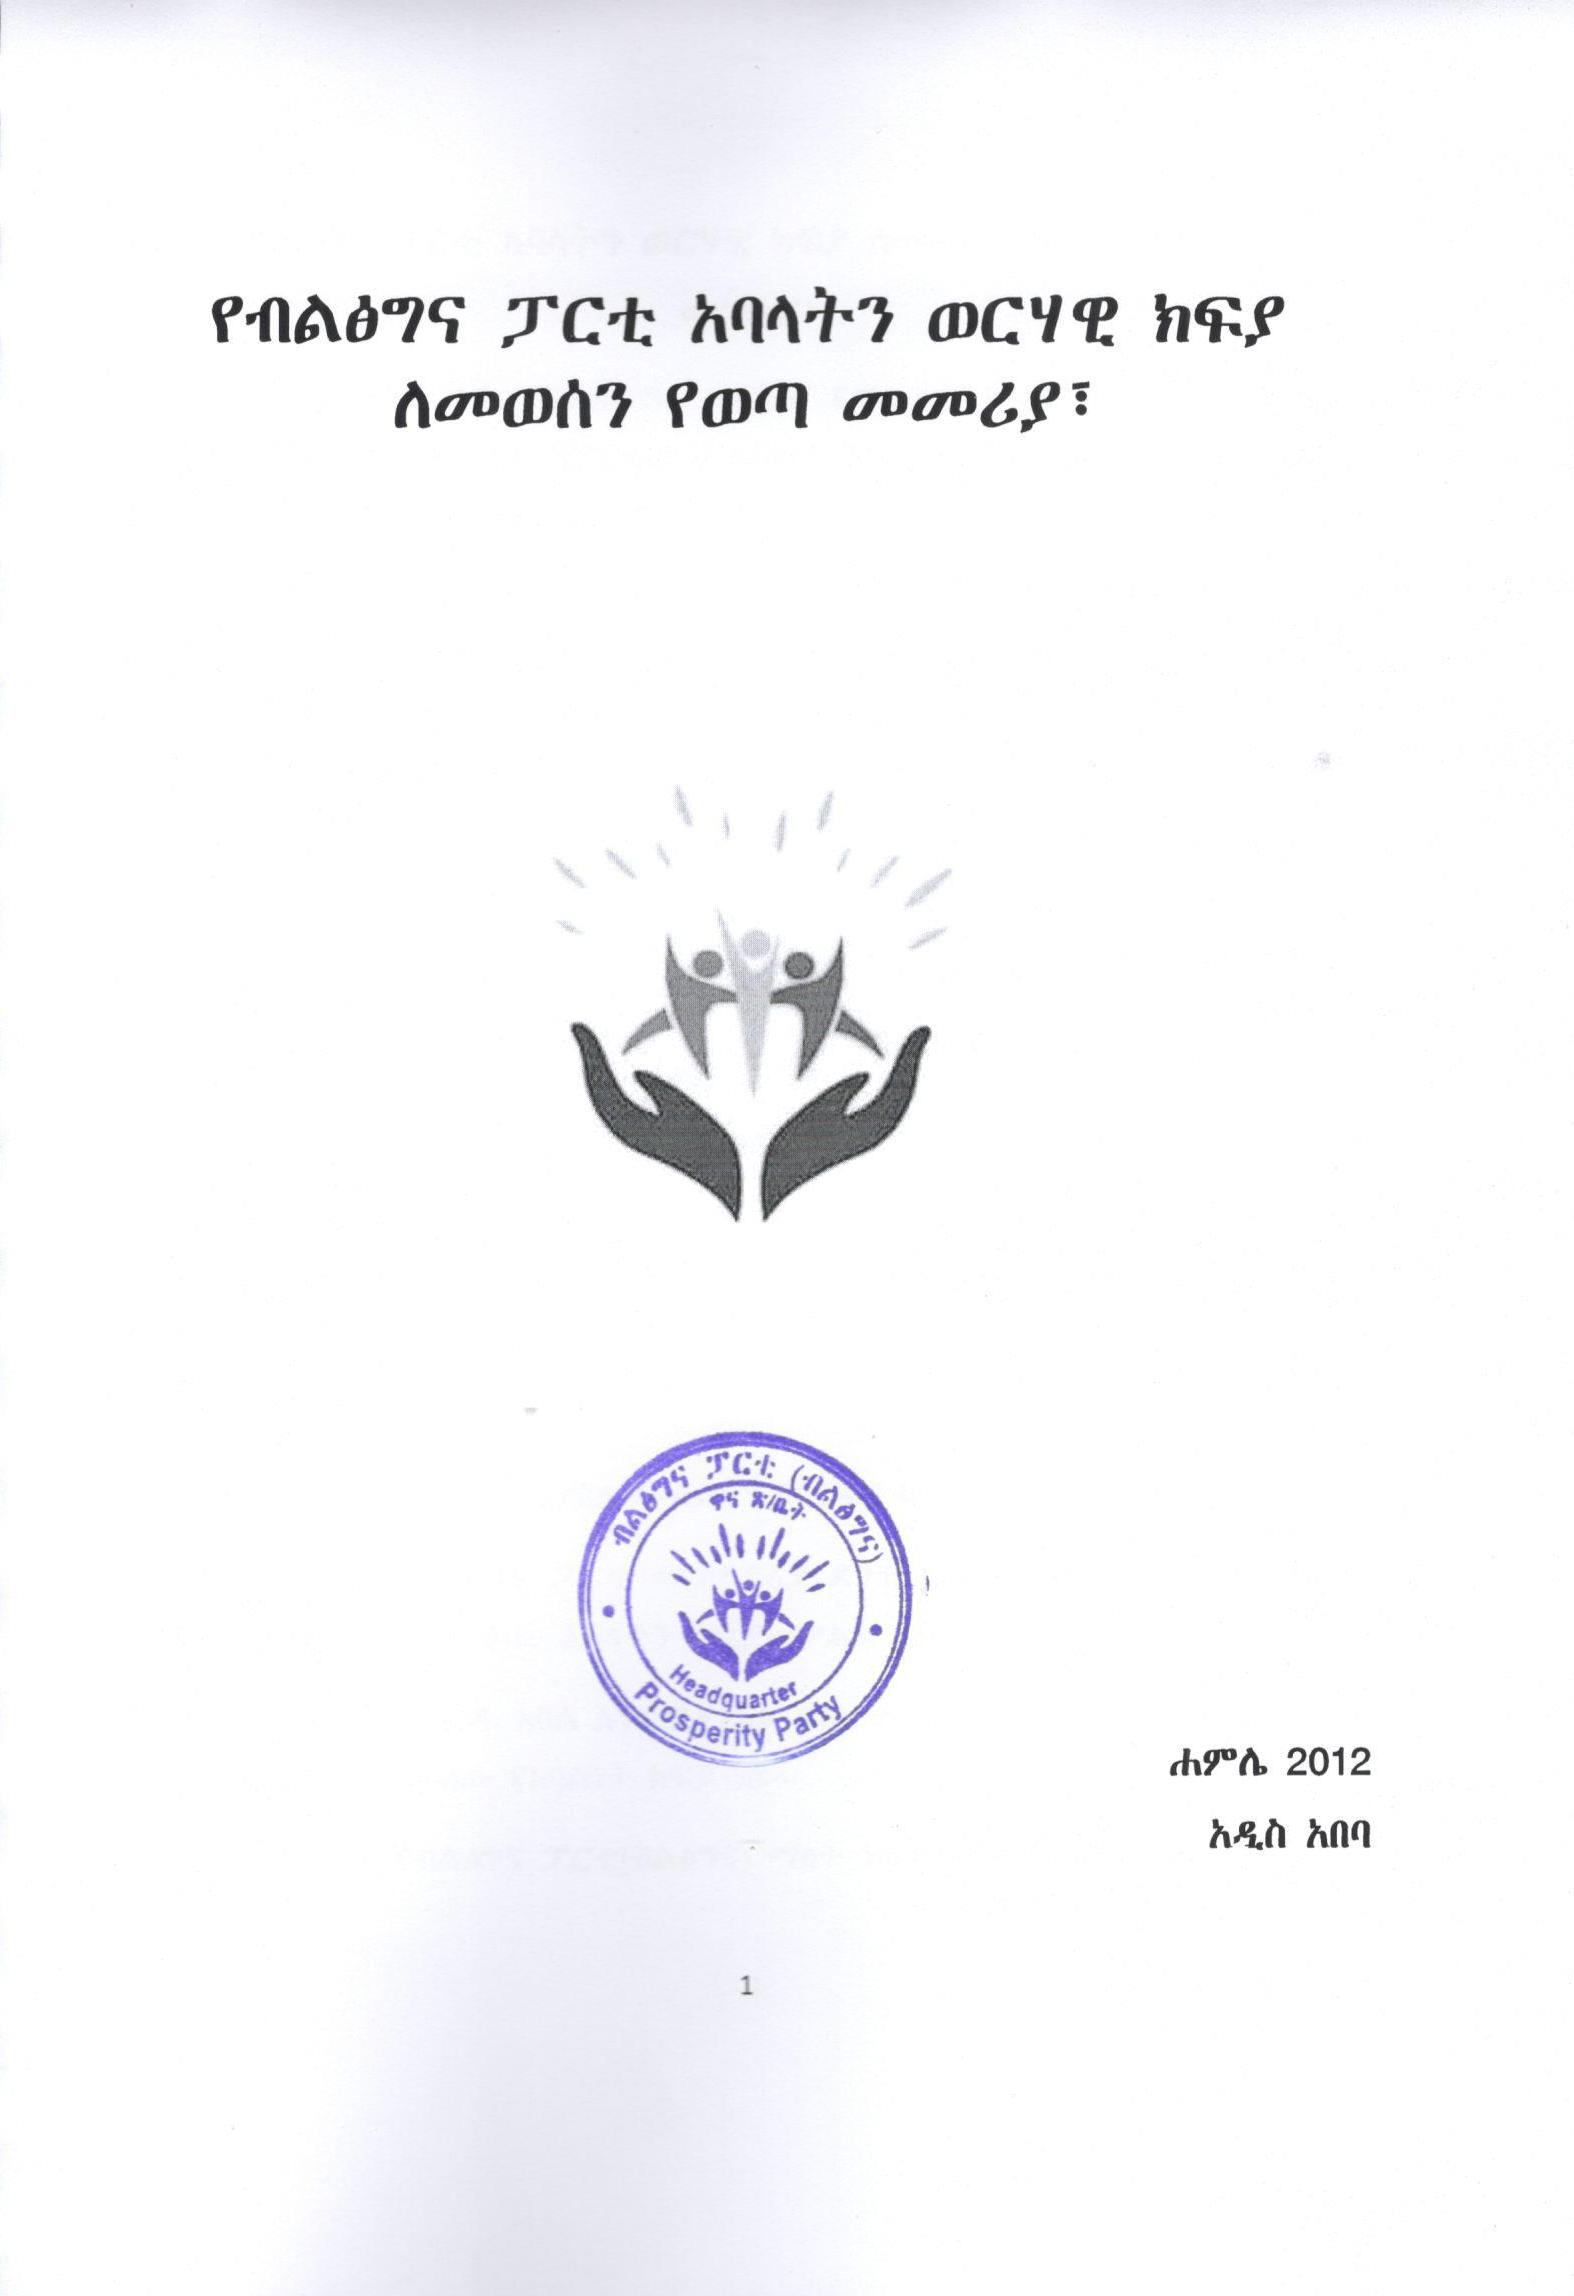 የብልፅግና ፓርቲ አባላትን ወርሃዊ ክፍያ
ለመወሰን የወጣ መመሪያ፣
ብልፅግና ፓርቲ (ብልፅግና)
ዋና ጽ/ቤት
Headquarter
Prosperity Party
ሐምሌ 2012
አዲስ አበባ
1